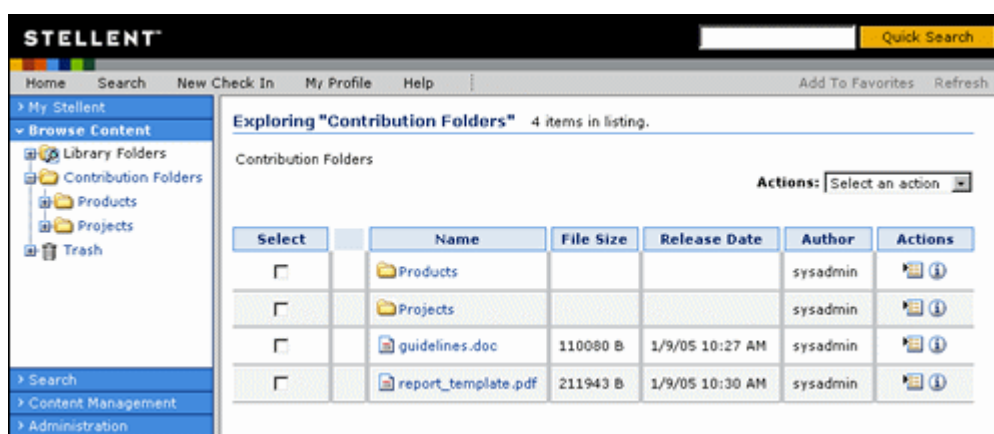 STELLENT
Quick Search
Home Search New Check In My Profile Help Add To Favorites Refresh
My Stellent
Browse Content
Library Folders
Contribution Folders
Products
Projects
Trash
Search
Content Management
Administration
Exploring "Contribution Folders" 4 items in listing.
Contribution Folders
Actions: Select an action
Select Name File Size Release Date Author Actions
Products sysadmin
Projects sysadmin
guidelines.doc 110080 B 1/9/05 10:27 AM sysadmin
report_template.pdf 211943 B 1/9/05 10:30 AM sysadmin